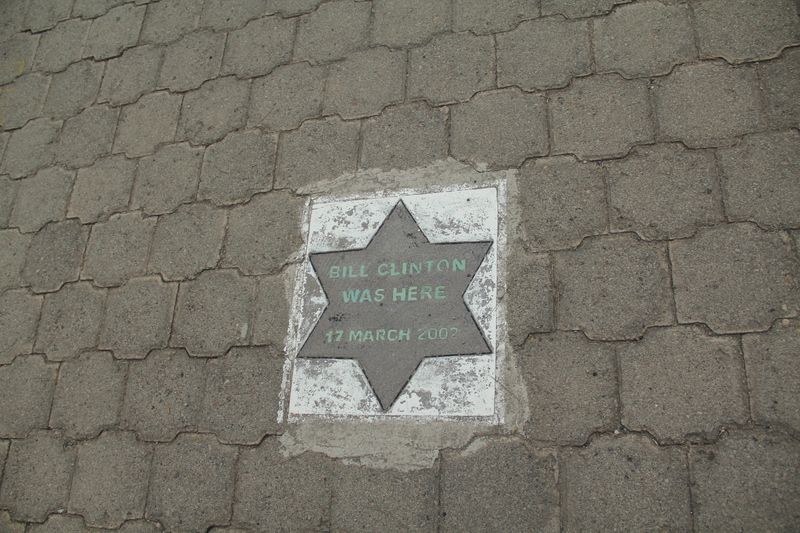 BILL CLINTON
WAS HERE
17 MARCH 2002